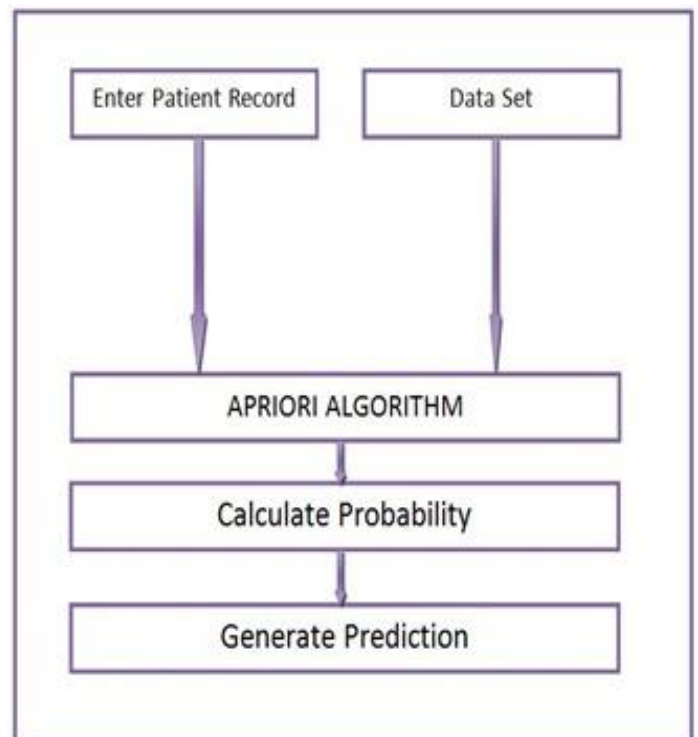 Enter Patient Record
Data Set
APRIORI ALGORITHM
Calculate Probability
Generate Prediction